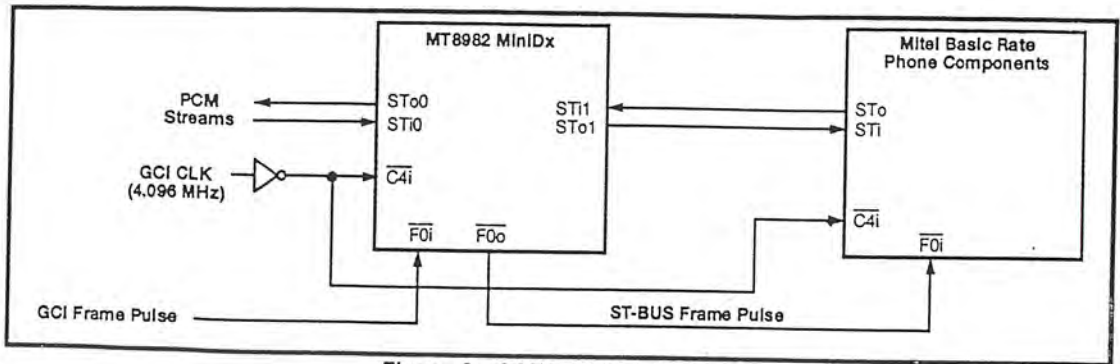 MT8982 MiniDx
Mitel Basic Rate
Phone Components
PCM
Streams
STo0
STi0
STi1
STo1
STo
STi
GCI CLK
(4.096 MHz)
C4i
C4i
F0i
F0o
F0i
GCI Frame Pulse
ST-BUS Frame Pulse